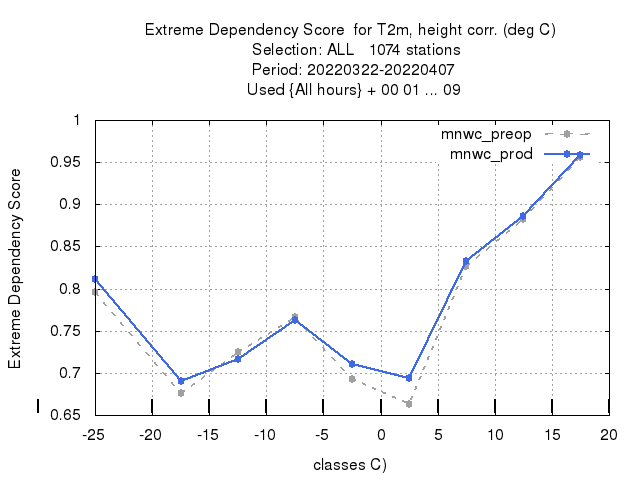 Extreme Dependency Score  for T2m, height corr. (deg C)
Selection: ALL   1074 stations
Period: 20220322-20220407
Used {All hours} + 00 01 ... 09
mnwc_preop
mnwc_prod
Extreme Dependency Score
1
0.95
0.9
0.85
0.8
0.75
0.7
0.65
-25 -20 -15 -10 -5 0 5 10 15 20
classes C)